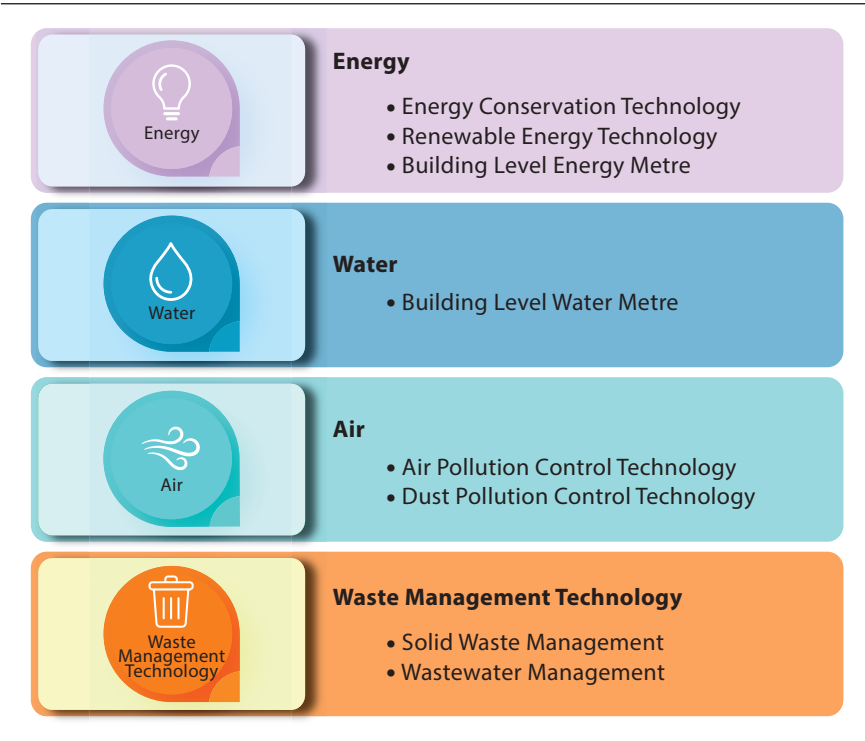 Energy
Energy
• Energy Conservation Technology
• Renewable Energy Technology
• Building Level Energy Metre
Water
Water
• Building Level Water Metre
Air
Air
• Air Pollution Control Technology
• Dust Pollution Control Technology
Waste
Management
Technology
Waste Management Technology
• Solid Waste Management
• Wastewater Management